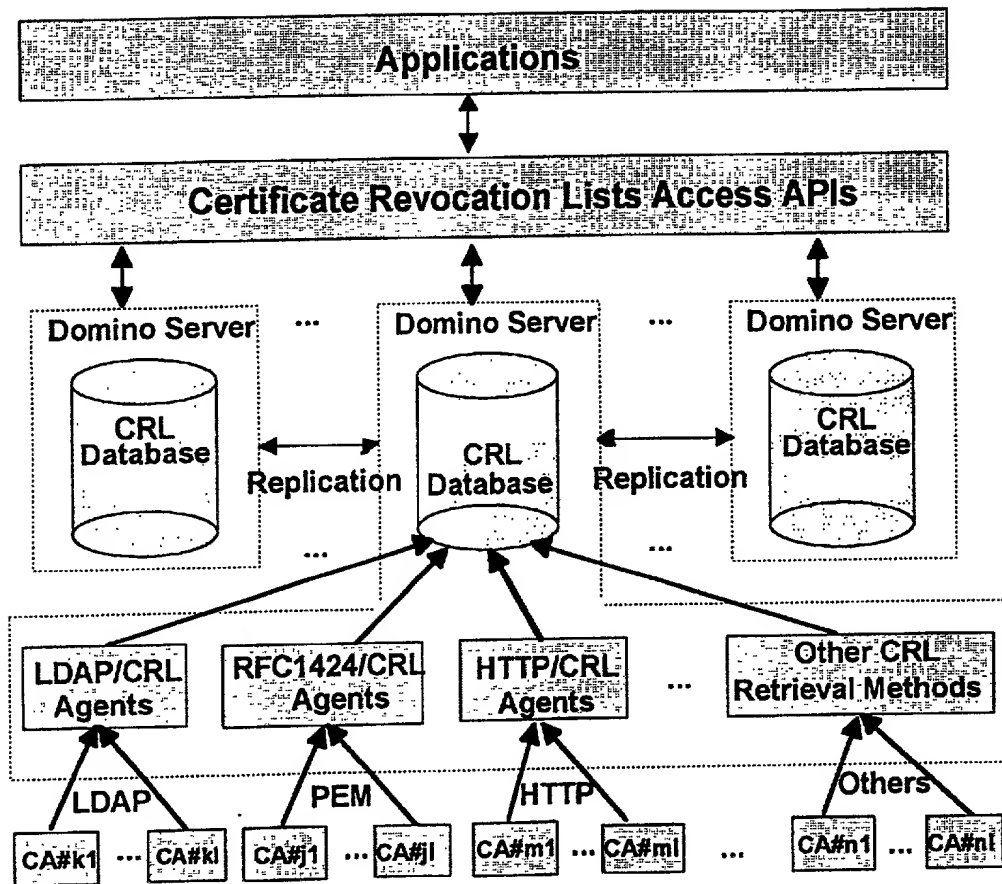 Applications
Certificate Revocation Lists Access APIs
Domino Server
...
Domino Server
...
Domino Server
CRL
Database
CRL
Database
CRL
Database
Replication
Replication
...
...
LDAP/CRL
Agents
RFC1424/CRL
Agents
HTTP/CRL
Agents
...
Other CRL
Retrieval Methods
LDAP
PEM
HTTP
Others
CA#k1
...
CA#kl
CA#j1
...
CA#jl
CA#m1
...
CA#ml
...
CA#n1
...
CA#nl